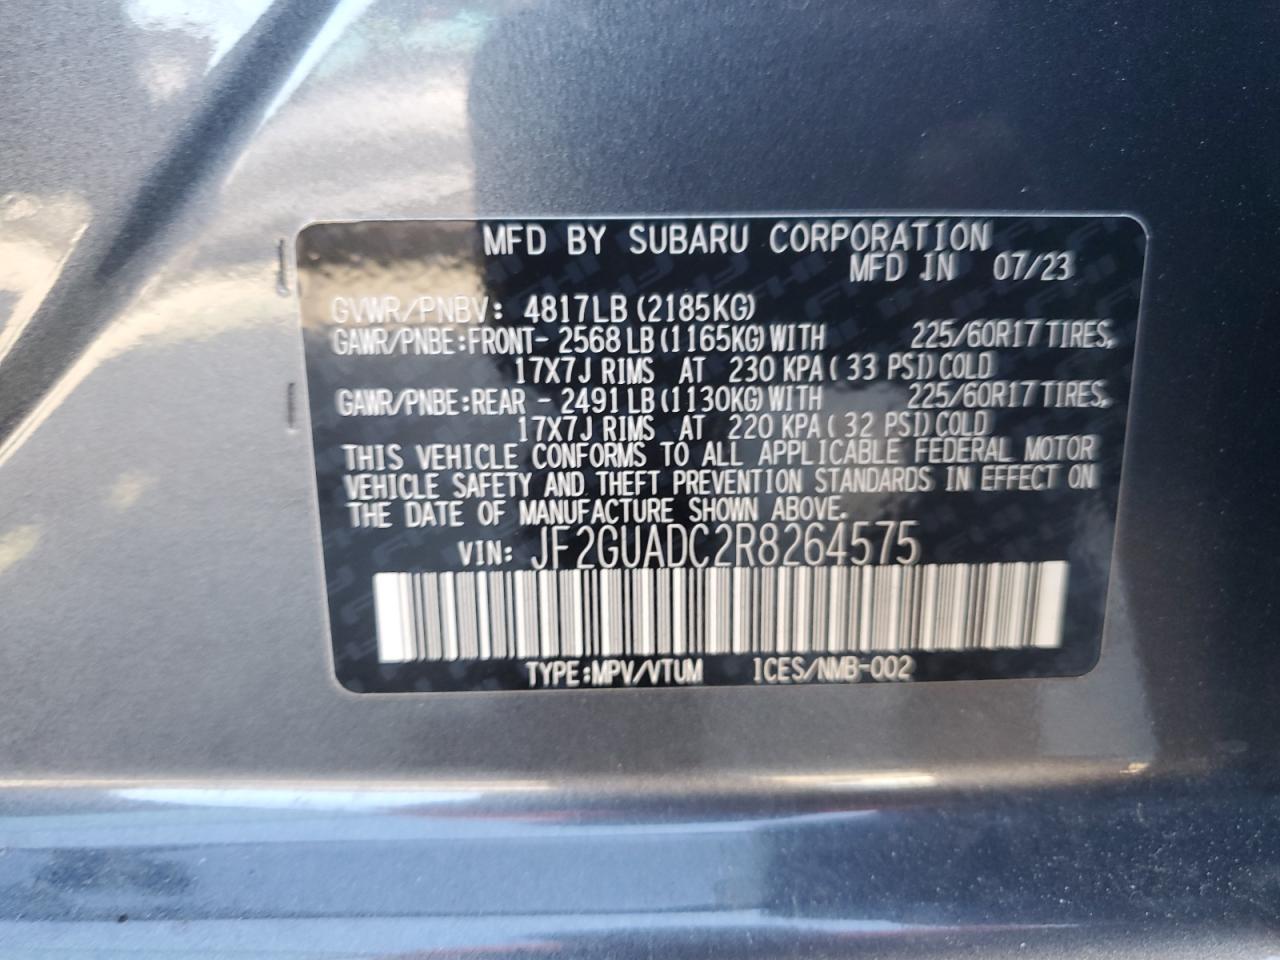 MFD BY SUBARU CORPORATION
MFD IN 07/23
GVWR/PNBV: 4817LB (2185KG)
GAWR/PNBE:FRONT- 2568 LB (1165KG) WITH 225/60R17 TIRES,
17X7J RIMS AT 230 KPA ( 33 PSI) COLD
GAWR/PNBE:REAR - 2491 LB (1130KG) WITH 225/60R17 TIRES,
17X7J RIMS AT 220 KPA ( 32 PSI) COLD
THIS VEHICLE CONFORMS TO ALL APPLICABLE FEDERAL MOTOR
VEHICLE SAFETY AND THEFT PREVENTION STANDARDS IN EFFECT ON
THE DATE OF MANUFACTURE SHOWN ABOVE.
VIN: JF2GUADC2R8264575
TYPE:MPV/VTUM ICES/NMB-002